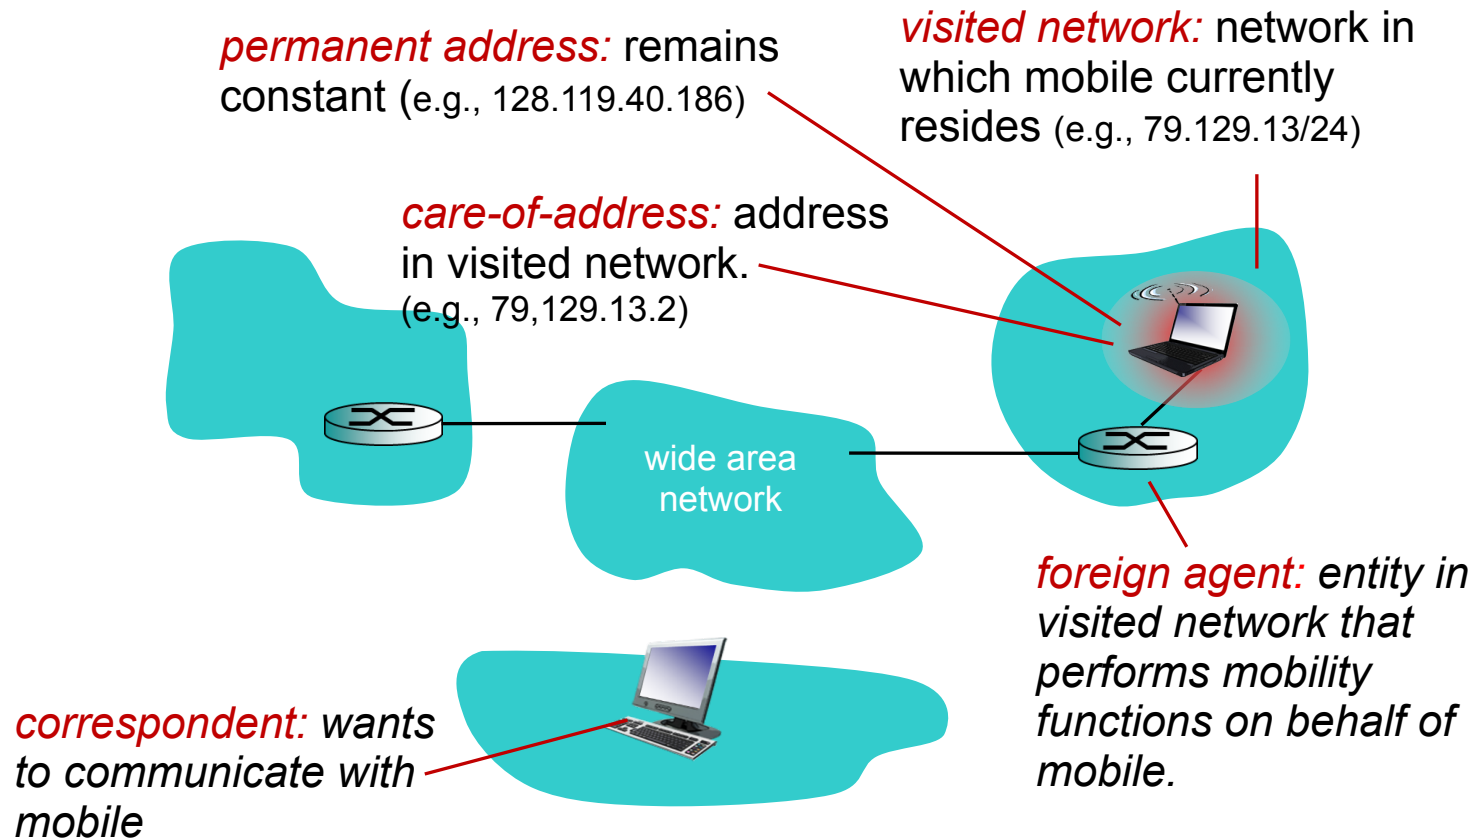 permanent address: remains
constant (e.g., 128.119.40.186)
visited network: network in
which mobile currently
resides (e.g., 79.129.13/24)
care-of-address: address
in visited network.
(e.g., 79,129.13.2)
wide area
network
foreign agent: entity in
visited network that
performs mobility
functions on behalf of
mobile.
correspondent: wants
to communicate with
mobile